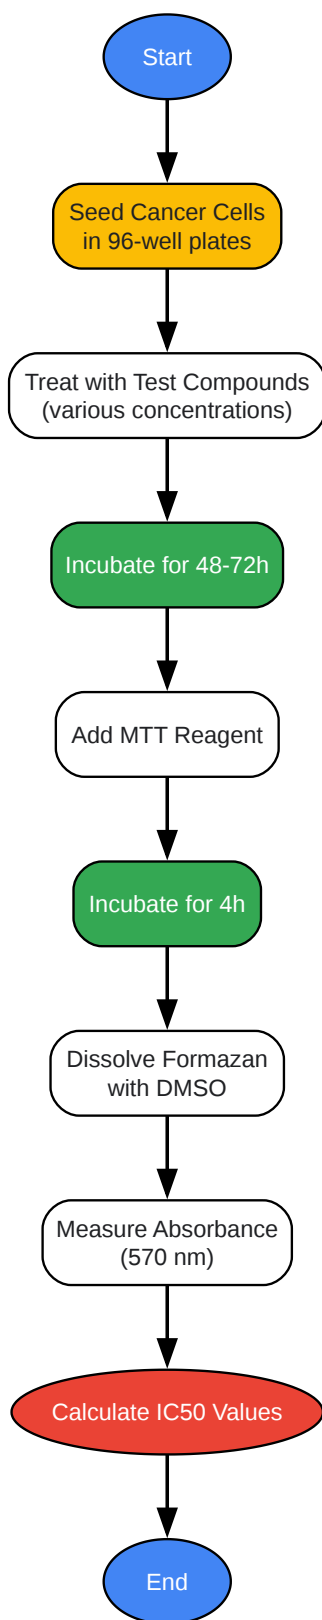 Start
Seed Cancer Cells
in 96-well plates
Treat with Test Compounds
(various concentrations)
Incubate for 48-72h
Add MTT Reagent
Incubate for 4h
Dissolve Formazan
with DMSO
Measure Absorbance
(570 nm)
Calculate IC50 Values
End